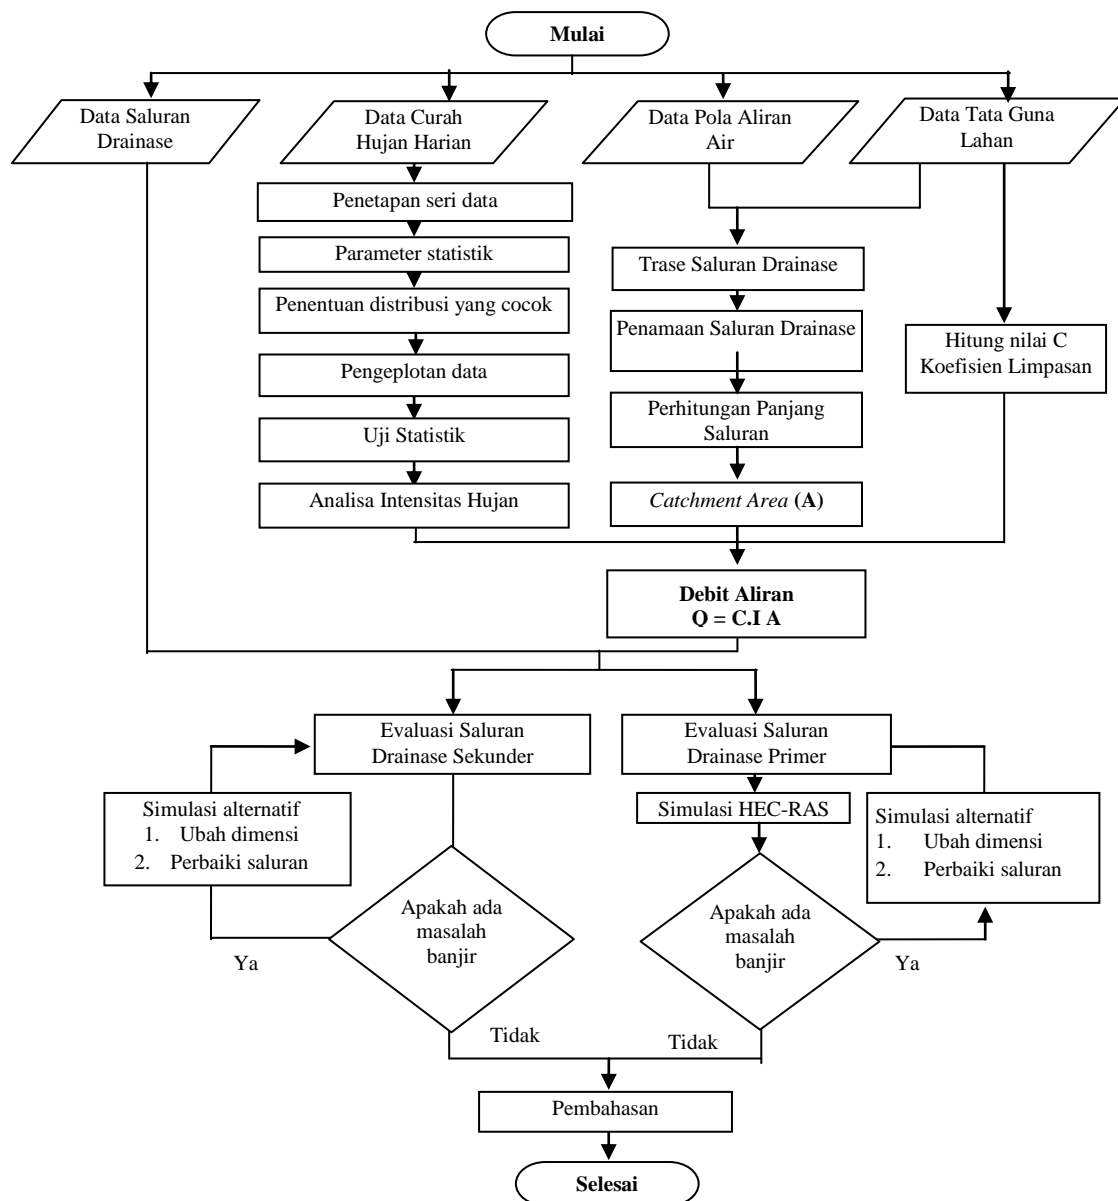 Mulai
Data Saluran
Drainase
Data Curah
Hujan Harian
Data Pola Aliran
Air
Data Tata Guna
Lahan
Penetapan seri data
Parameter statistik
Penentuan distribusi yang cocok
Pengeplotan data
Uji Statistik
Analisa Intensitas Hujan
Trase Saluran Drainase
Penamaan Saluran Drainase
Perhitungan Panjang
Saluran
Catchment Area (A)
Hitung nilai C
Koefisien Limpasan
Debit Aliran
Q = C.I A
Evaluasi Saluran
Drainase Sekunder
Evaluasi Saluran
Drainase Primer
Simulasi alternatif
1. Ubah dimensi
2. Perbaiki saluran
Simulasi HEC-RAS
Simulasi alternatif
1. Ubah dimensi
2. Perbaiki saluran
Apakah ada
masalah
banjir
Apakah ada
masalah
banjir
Ya
Ya
Tidak
Tidak
Pembahasan
Selesai